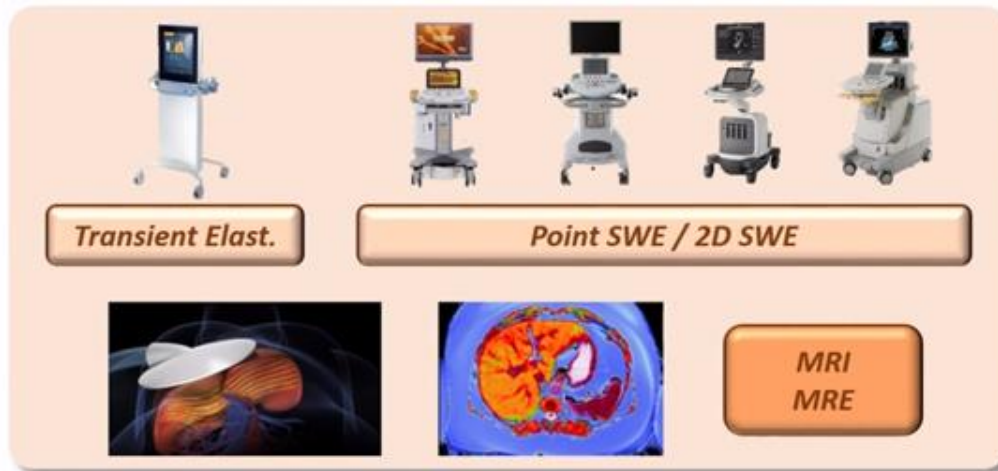 Transient Elast.
Point SWE / 2D SWE
MRI
MRE